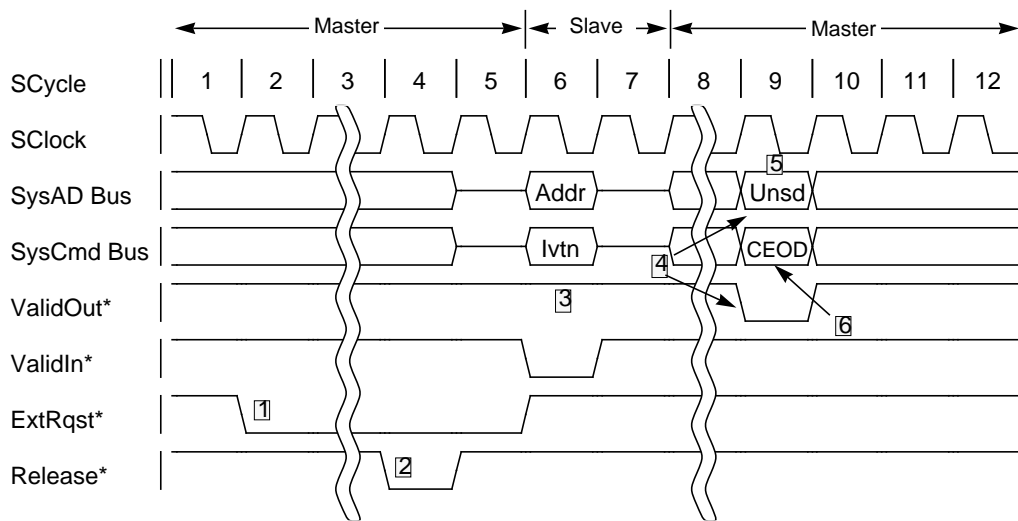 Master Slave Master
SCycle 1 2 3 4 5 6 7 8 9 10 11 12
SClock
5
SysAD Bus Addr Unsd
SysCmd Bus Ivtn CEOD
4
ValidOut* 3
6
ValidIn*
ExtRqst* 1
Release* 2